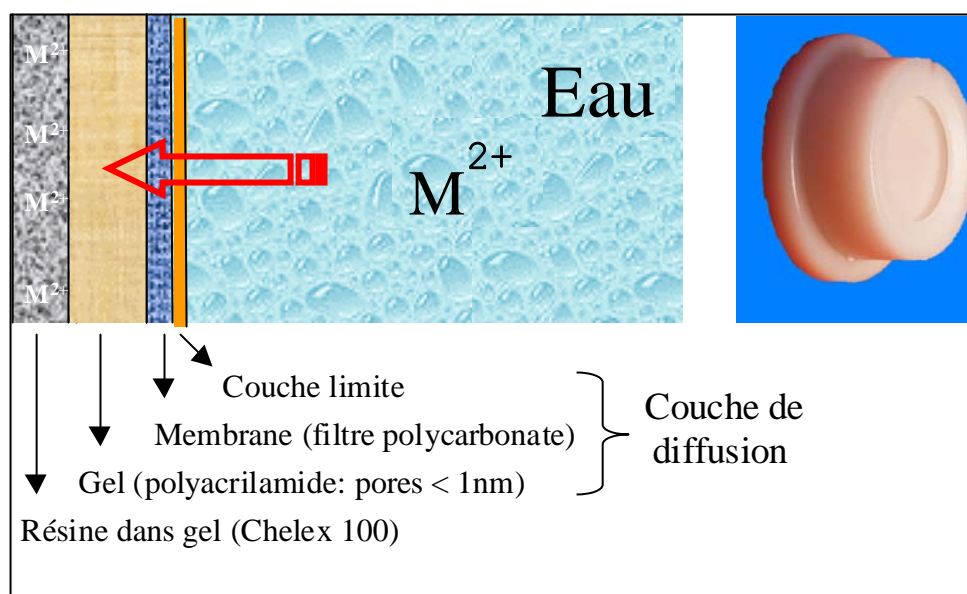 M2+
M2+
M2+
M2+
Eau
M2+
Couche limite
Membrane (filtre polycarbonate)
Gel (polyacrilamide: pores < 1nm)
Résine dans gel (Chelex 100)
Couche de
diffusion